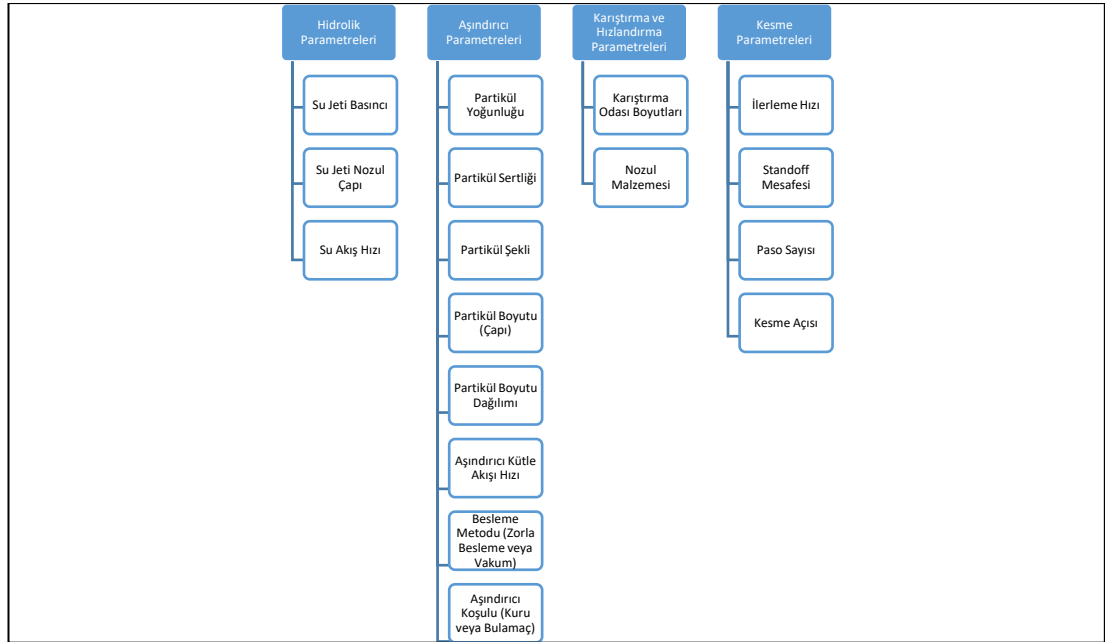 Hidrolik
Parametreleri
Su Jeti Basıncı
Su Jeti Nozul
Çapı
Su Akış Hızı
Aşındırıcı
Parametreleri
Partikül
Yoğunluğu
Partikül Sertliği
Partikül Şekli
Partikül Boyutu
(Çapı)
Partikül Boyutu
Dağılımı
Aşındırıcı Kütle
Akışı Hızı
Besleme
Metodu (Zorla
Besleme veya
Vakum)
Aşındırıcı
Koşulu (Kuru
veya Bulamaç)
Karıştırma ve
Hızlandırma
Parametreleri
Karıştırma
Odası Boyutları
Nozul
Malzemesi
Kesme
Parametreleri
İlerleme Hızı
Standoff
Mesafesi
Paso Sayısı
Kesme Açısı